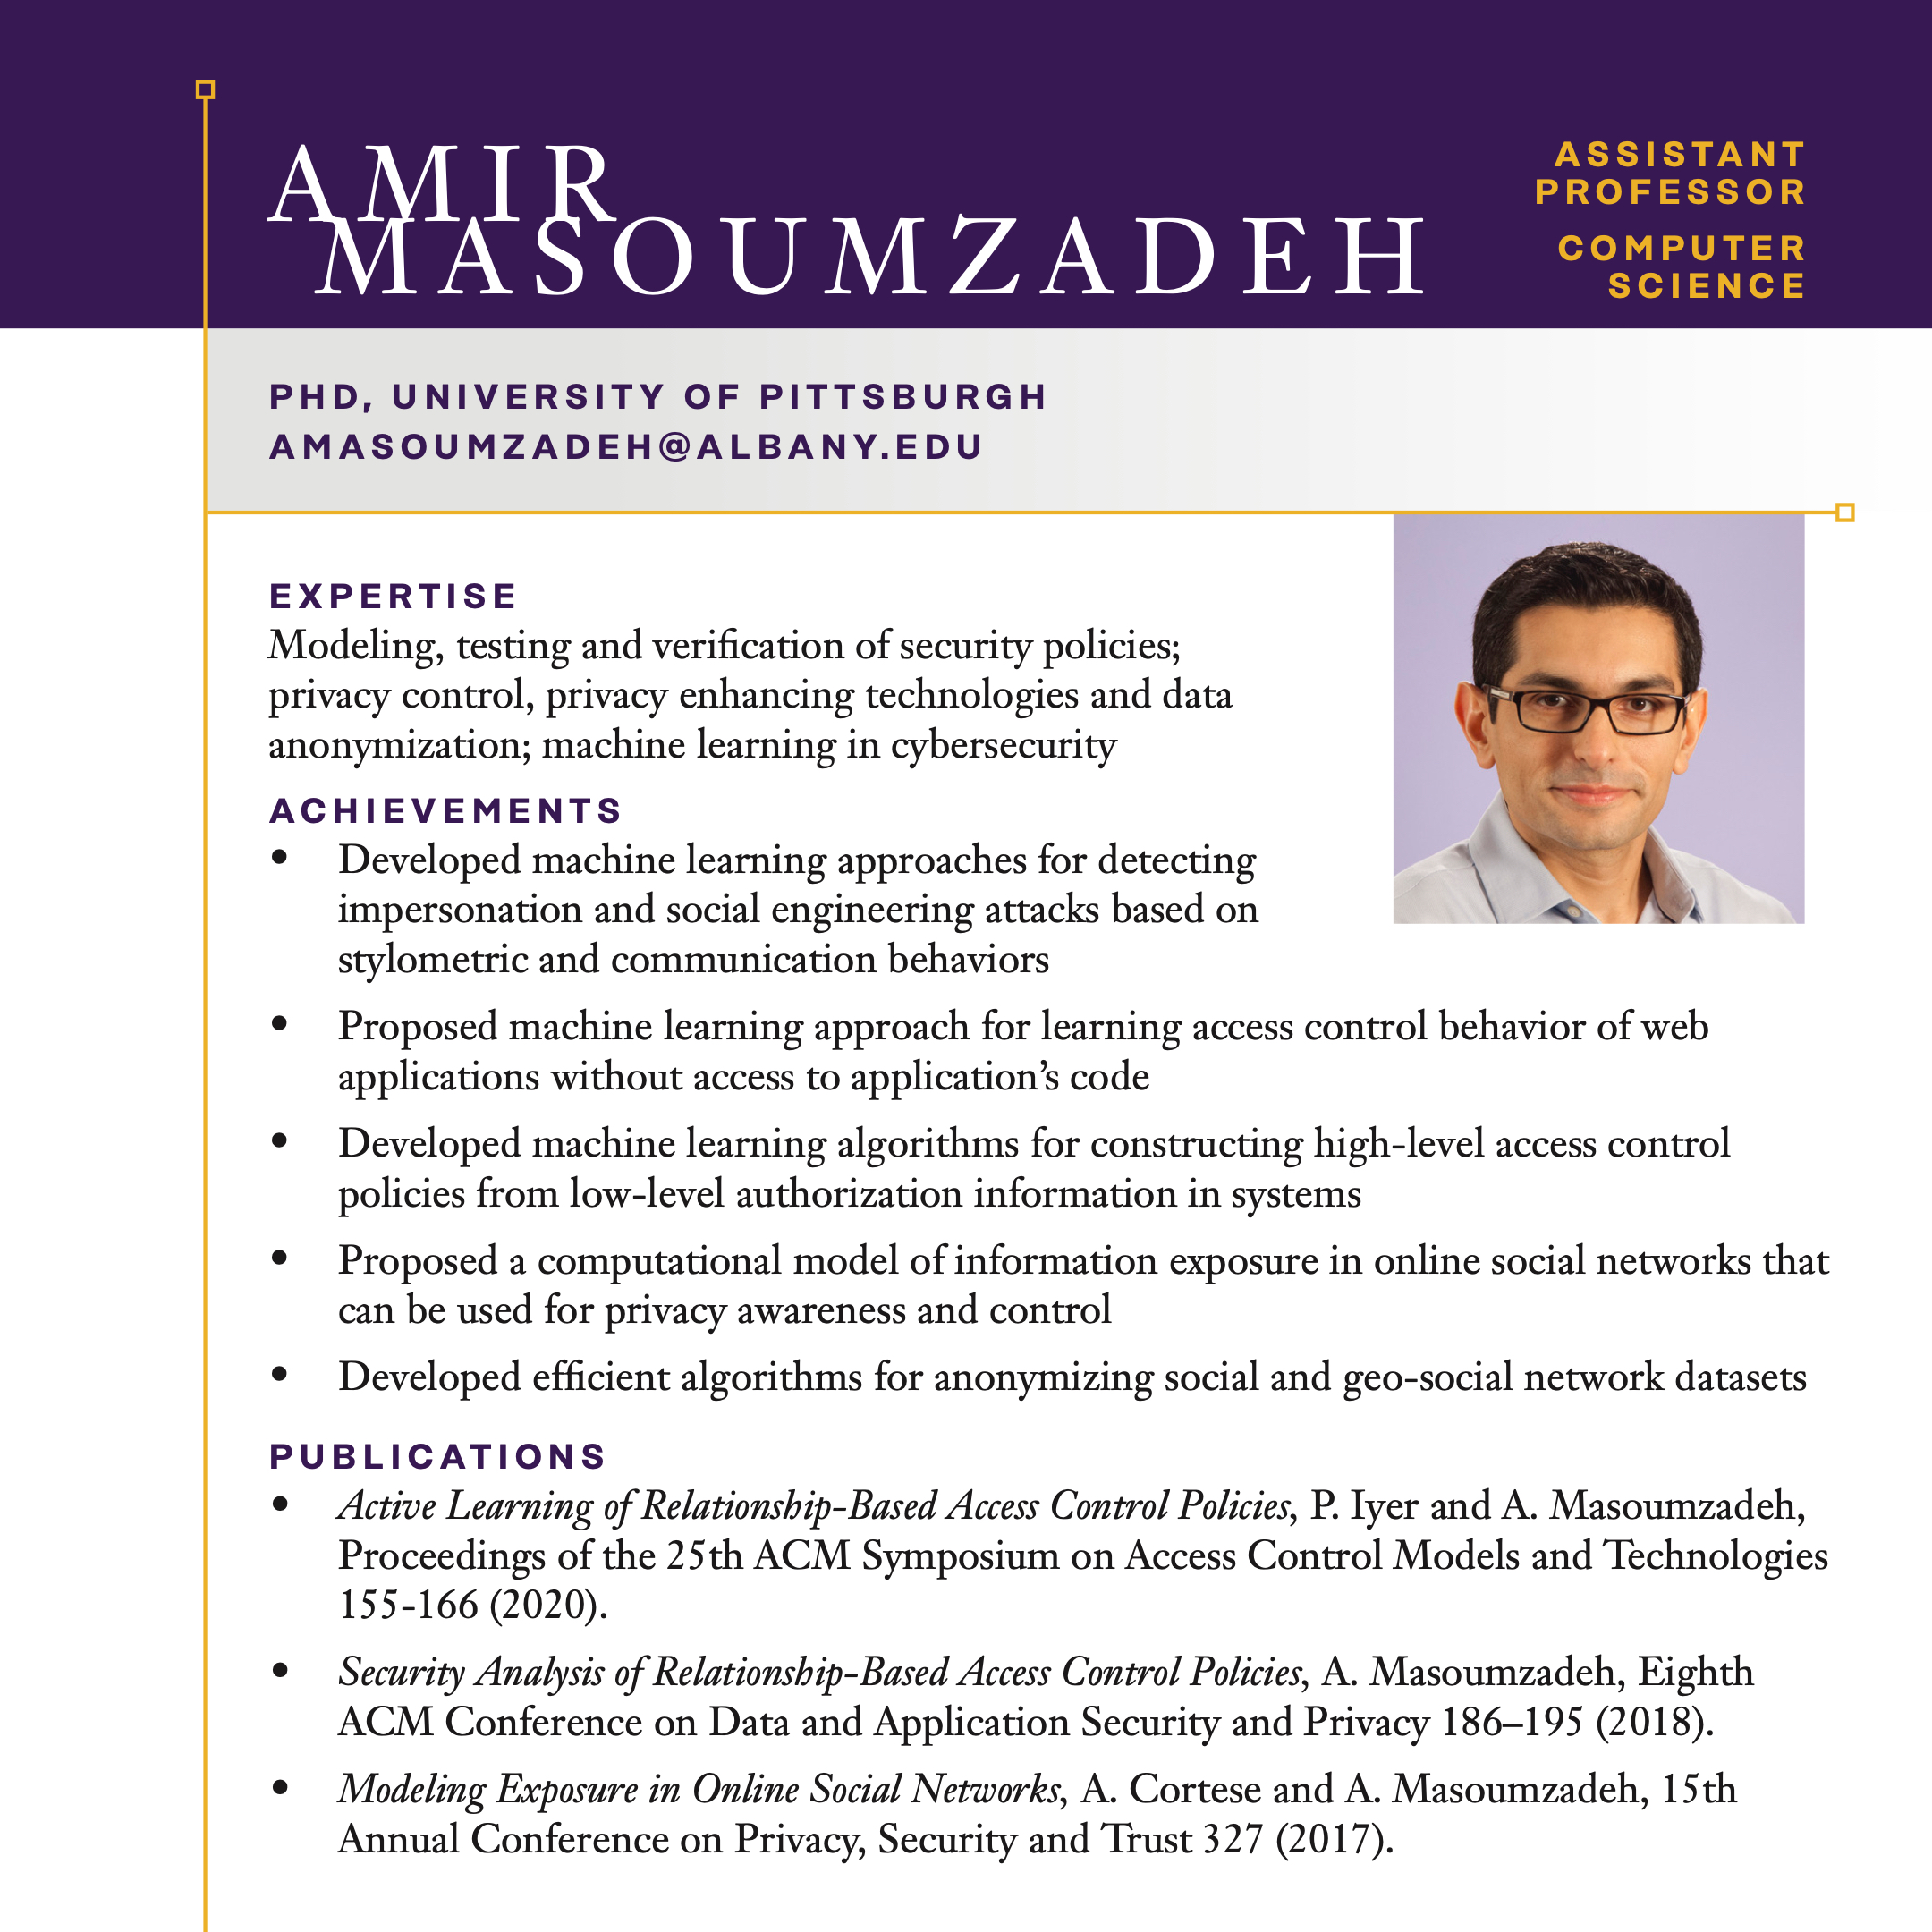 AMIR
MASOUMZADEH
ASSISTANT
PROFESSOR
COMPUTER
SCIENCE
PHD, UNIVERSITY OF PITTSBURGH
AMASOUMZADEH@ALBANY.EDU
EXPERTISE
Modeling, testing and verification of security policies;
privacy control, privacy enhancing technologies and data
anonymization; machine learning in cybersecurity
ACHIEVEMENTS
• Developed machine learning approaches for detecting
impersonation and social engineering attacks based on
stylometric and communication behaviors
• Proposed machine learning approach for learning access control behavior of web
applications without access to application’s code
• Developed machine learning algorithms for constructing high-level access control
policies from low-level authorization information in systems
• Proposed a computational model of information exposure in online social networks that
can be used for privacy awareness and control
• Developed efficient algorithms for anonymizing social and geo-social network datasets
PUBLICATIONS
• Active Learning of Relationship-Based Access Control Policies, P. Iyer and A. Masoumzadeh,
Proceedings of the 25th ACM Symposium on Access Control Models and Technologies
155-166 (2020).
• Security Analysis of Relationship-Based Access Control Policies, A. Masoumzadeh, Eighth
ACM Conference on Data and Application Security and Privacy 186–195 (2018).
• Modeling Exposure in Online Social Networks, A. Cortese and A. Masoumzadeh, 15th
Annual Conference on Privacy, Security and Trust 327 (2017).